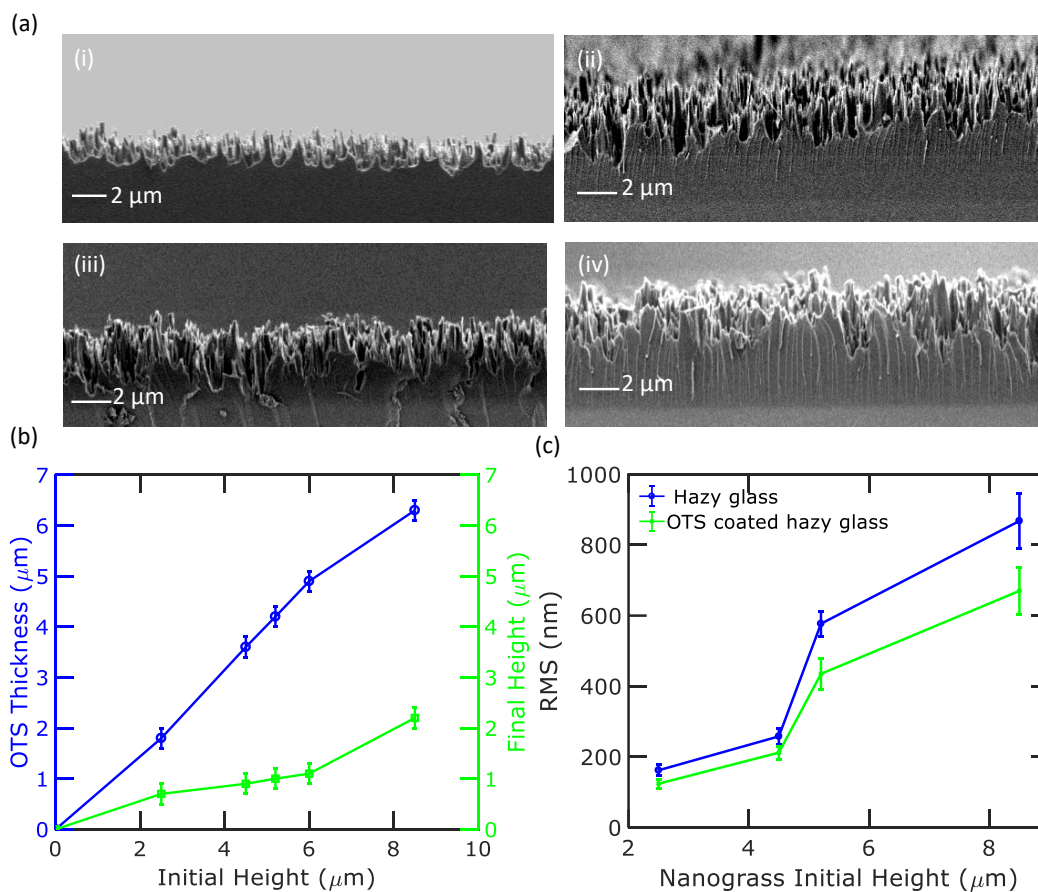 (a)
(i)
2 μm
(ii)
2 μm
(iii)
2 μm
(iv)
2 μm
(b)
7
6
5
4
3
2
1
0
OTS Thickness (μm)
0 2 4 6 8 10
Initial Height (μm)
7
6
5
4
3
2
1
0
Final Height (μm)
(c)
1000
800
600
400
200
0
RMS (nm)
Hazy glass
OTS coated hazy glass
2 4 6 8
Nanograss Initial Height (μm)